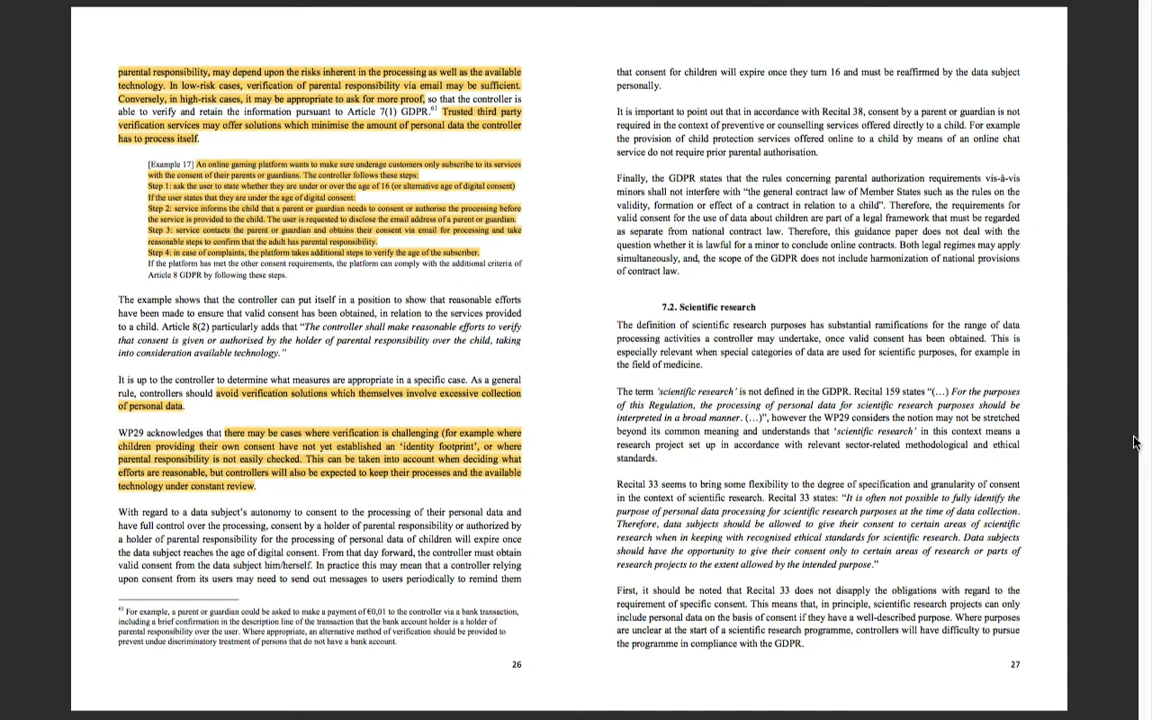 parental responsibility, may depend upon the risks inherent in the processing as well as the available
technology. In low-risk cases, verification of parental responsibility via email may be sufficient.
Conversely, in high-risk cases, it may be appropriate to ask for more proof, so that the controller is
able to verify and retain the information pursuant to Article 7(1) GDPR.⁶¹ Trusted third party
verification services may offer solutions which minimise the amount of personal data the controller
has to process itself.
[Example 17] An online gaming platform wants to make sure underage customers only subscribe to its services
with the consent of their parents or guardians. The controller follows these steps:
Step 1: ask the user to state whether they are under or over the age of 16 (or alternative age of digital consent)
If the user states that they are under the age of digital consent:
Step 2: service informs the child that a parent or guardian needs to consent or authorise the processing before
the service is provided to the child. The user is requested to disclose the email address of a parent or guardian.
Step 3: service contacts the parent or guardian and obtains their consent via email for processing and take
reasonable steps to confirm that the adult has parental responsibility.
Step 4: in case of complaints, the platform takes additional steps to verify the age of the subscriber.
If the platform has met the other consent requirements, the platform can comply with the additional criteria of
Article 8 GDPR by following these steps.
The example shows that the controller can put itself in a position to show that reasonable efforts
have been made to ensure that valid consent has been obtained, in relation to the services provided
to a child. Article 8(2) particularly adds that “The controller shall make reasonable efforts to verify
that consent is given or authorised by the holder of parental responsibility over the child, taking
into consideration available technology.”
It is up to the controller to determine what measures are appropriate in a specific case. As a general
rule, controllers should avoid verification solutions which themselves involve excessive collection
of personal data.
WP29 acknowledges that there may be cases where verification is challenging (for example where
children providing their own consent have not yet established an ‘identity footprint’, or where
parental responsibility is not easily checked. This can be taken into account when deciding what
efforts are reasonable, but controllers will also be expected to keep their processes and the available
technology under constant review.
With regard to a data subject’s autonomy to consent to the processing of their personal data and
have full control over the processing, consent by a holder of parental responsibility or authorized by
a holder of parental responsibility for the processing of personal data of children will expire once
the data subject reaches the age of digital consent. From that day forward, the controller must obtain
valid consent from the data subject him/herself. In practice this may mean that a controller relying
upon consent from its users may need to send out messages to users periodically to remind them
⁶¹ For example, a parent or guardian could be asked to make a payment of €0,01 to the controller via a bank transaction,
including a brief confirmation in the description line of the transaction that the bank account holder is a holder of
parental responsibility over the user. Where appropriate, an alternative method of verification should be provided to
prevent undue discriminatory treatment of persons that do not have a bank account.
26
that consent for children will expire once they turn 16 and must be reaffirmed by the data subject
personally.
It is important to point out that in accordance with Recital 38, consent by a parent or guardian is not
required in the context of preventive or counselling services offered directly to a child. For example
the provision of child protection services offered online to a child by means of an online chat
service do not require prior parental authorisation.
Finally, the GDPR states that the rules concerning parental authorization requirements vis-à-vis
minors shall not interfere with “the general contract law of Member States such as the rules on the
validity, formation or effect of a contract in relation to a child”. Therefore, the requirements for
valid consent for the use of data about children are part of a legal framework that must be regarded
as separate from national contract law. Therefore, this guidance paper does not deal with the
question whether it is lawful for a minor to conclude online contracts. Both legal regimes may apply
simultaneously, and, the scope of the GDPR does not include harmonization of national provisions
of contract law.
7.2. Scientific research
The definition of scientific research purposes has substantial ramifications for the range of data
processing activities a controller may undertake, once valid consent has been obtained. This is
especially relevant when special categories of data are used for scientific purposes, for example in
the field of medicine.
The term ‘scientific research’ is not defined in the GDPR. Recital 159 states “(…) For the purposes
of this Regulation, the processing of personal data for scientific research purposes should be
interpreted in a broad manner. (…)”, however the WP29 considers the notion may not be stretched
beyond its common meaning and understands that ‘scientific research’ in this context means a
research project set up in accordance with relevant sector-related methodological and ethical
standards.
Recital 33 seems to bring some flexibility to the degree of specification and granularity of consent
in the context of scientific research. Recital 33 states: “It is often not possible to fully identify the
purpose of personal data processing for scientific research purposes at the time of data collection.
Therefore, data subjects should be allowed to give their consent to certain areas of scientific
research when in keeping with recognised ethical standards for scientific research. Data subjects
should have the opportunity to give their consent only to certain areas of research or parts of
research projects to the extent allowed by the intended purpose.”
First, it should be noted that Recital 33 does not disapply the obligations with regard to the
requirement of specific consent. This means that, in principle, scientific research projects can only
include personal data on the basis of consent if they have a well-described purpose. Where purposes
are unclear at the start of a scientific research programme, controllers will have difficulty to pursue
the programme in compliance with the GDPR.
27